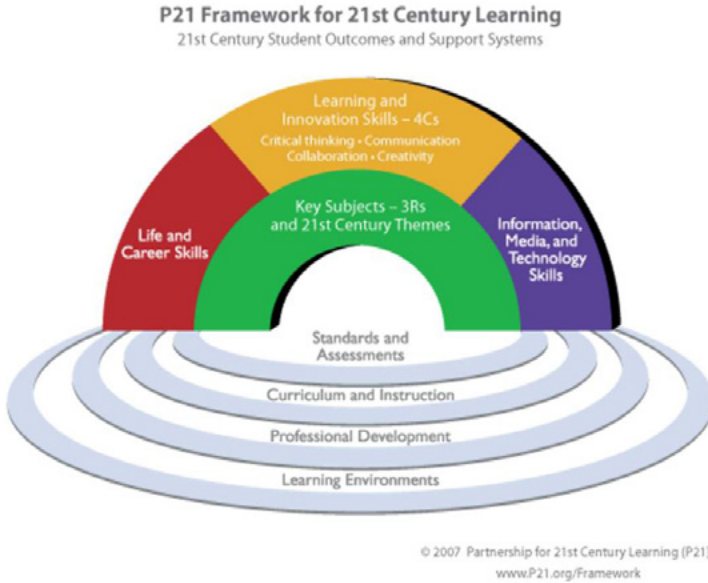 P21 Framework for 21st Century Learning
21st Century Student Outcomes and Support Systems
Learning and
Innovation Skills – 4Cs
Critical thinking • Communication
Collaboration • Creativity
Key Subjects – 3Rs
and 21st Century Themes
Life and
Career Skills
Information,
Media, and
Technology
Skills
Standards and
Assessments
Curriculum and Instruction
Professional Development
Learning Environments
© 2007 Partnership for 21st Century Learning (P21)
www.P21.org/Framework